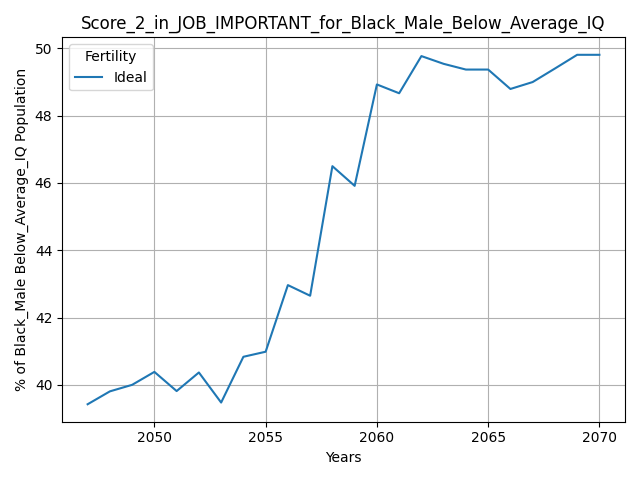 Score_2_in_JOB_IMPORTANT_for_Black_Male_Below_Average_IQ
Fertility
Ideal
% of Black_Male Below_Average_IQ Population
50
48
46
44
42
40
2050 2055 2060 2065 2070
Years